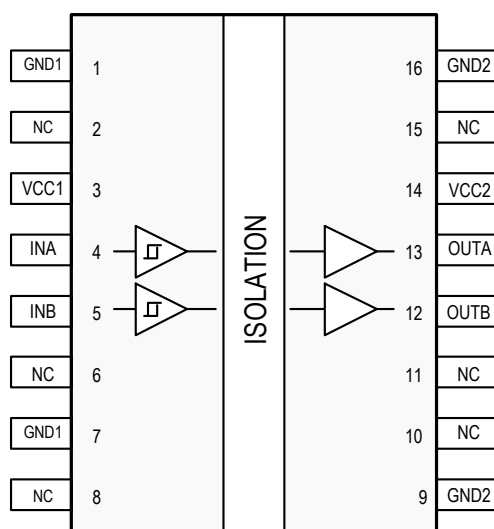 GND1 1 16 GND2
NC 2 15 NC
VCC1 3 14 VCC2
INA 4 13 OUTA
INB 5 12 OUTB
NC 6 11 NC
GND1 7 10 NC
NC 8 9 GND2
ISOLATION